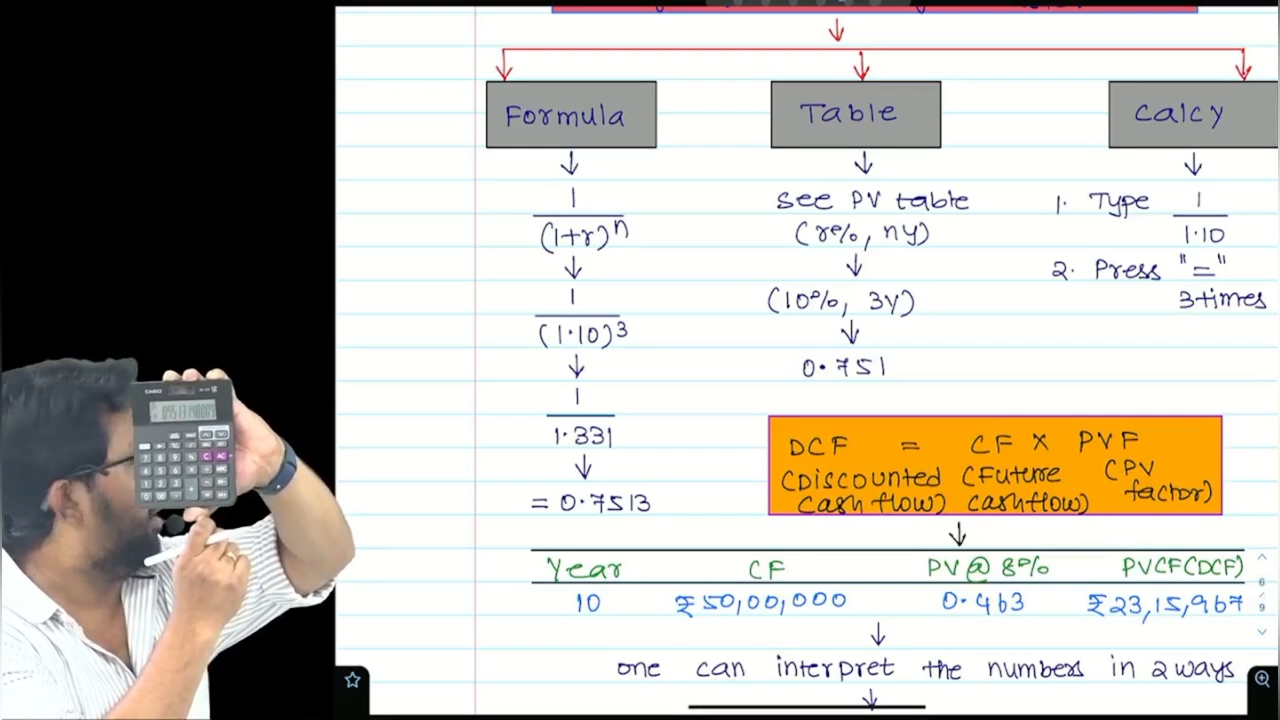 Formula
Table
Calcy
1
(1+r)^n
1
(1.10)^3
1
1.331
= 0.7513
see PV table
(r%, ny)
(10%, 3y)
0.751
1. Type 1
1.10
2. Press "="
3 times
DCF = CF X PVF
(Discounted (Future (PV
cash flow) cashflow) factor)
Year CF PV@ 8% PVCF(DCF)
10 ₹50,00,000 0.463 ₹23,15,967
one can interpret the numbers in 2 ways
CASIO
6
/
9